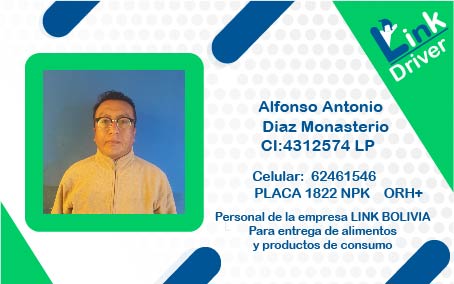 Link
Driver
Alfonso Antonio
Diaz Monasterio
CI:4312574 LP
Celular: 62461546
PLACA 1822 NPK ORH+
Personal de la empresa LINK BOLIVIA
Para entrega de alimentos
y productos de consumo